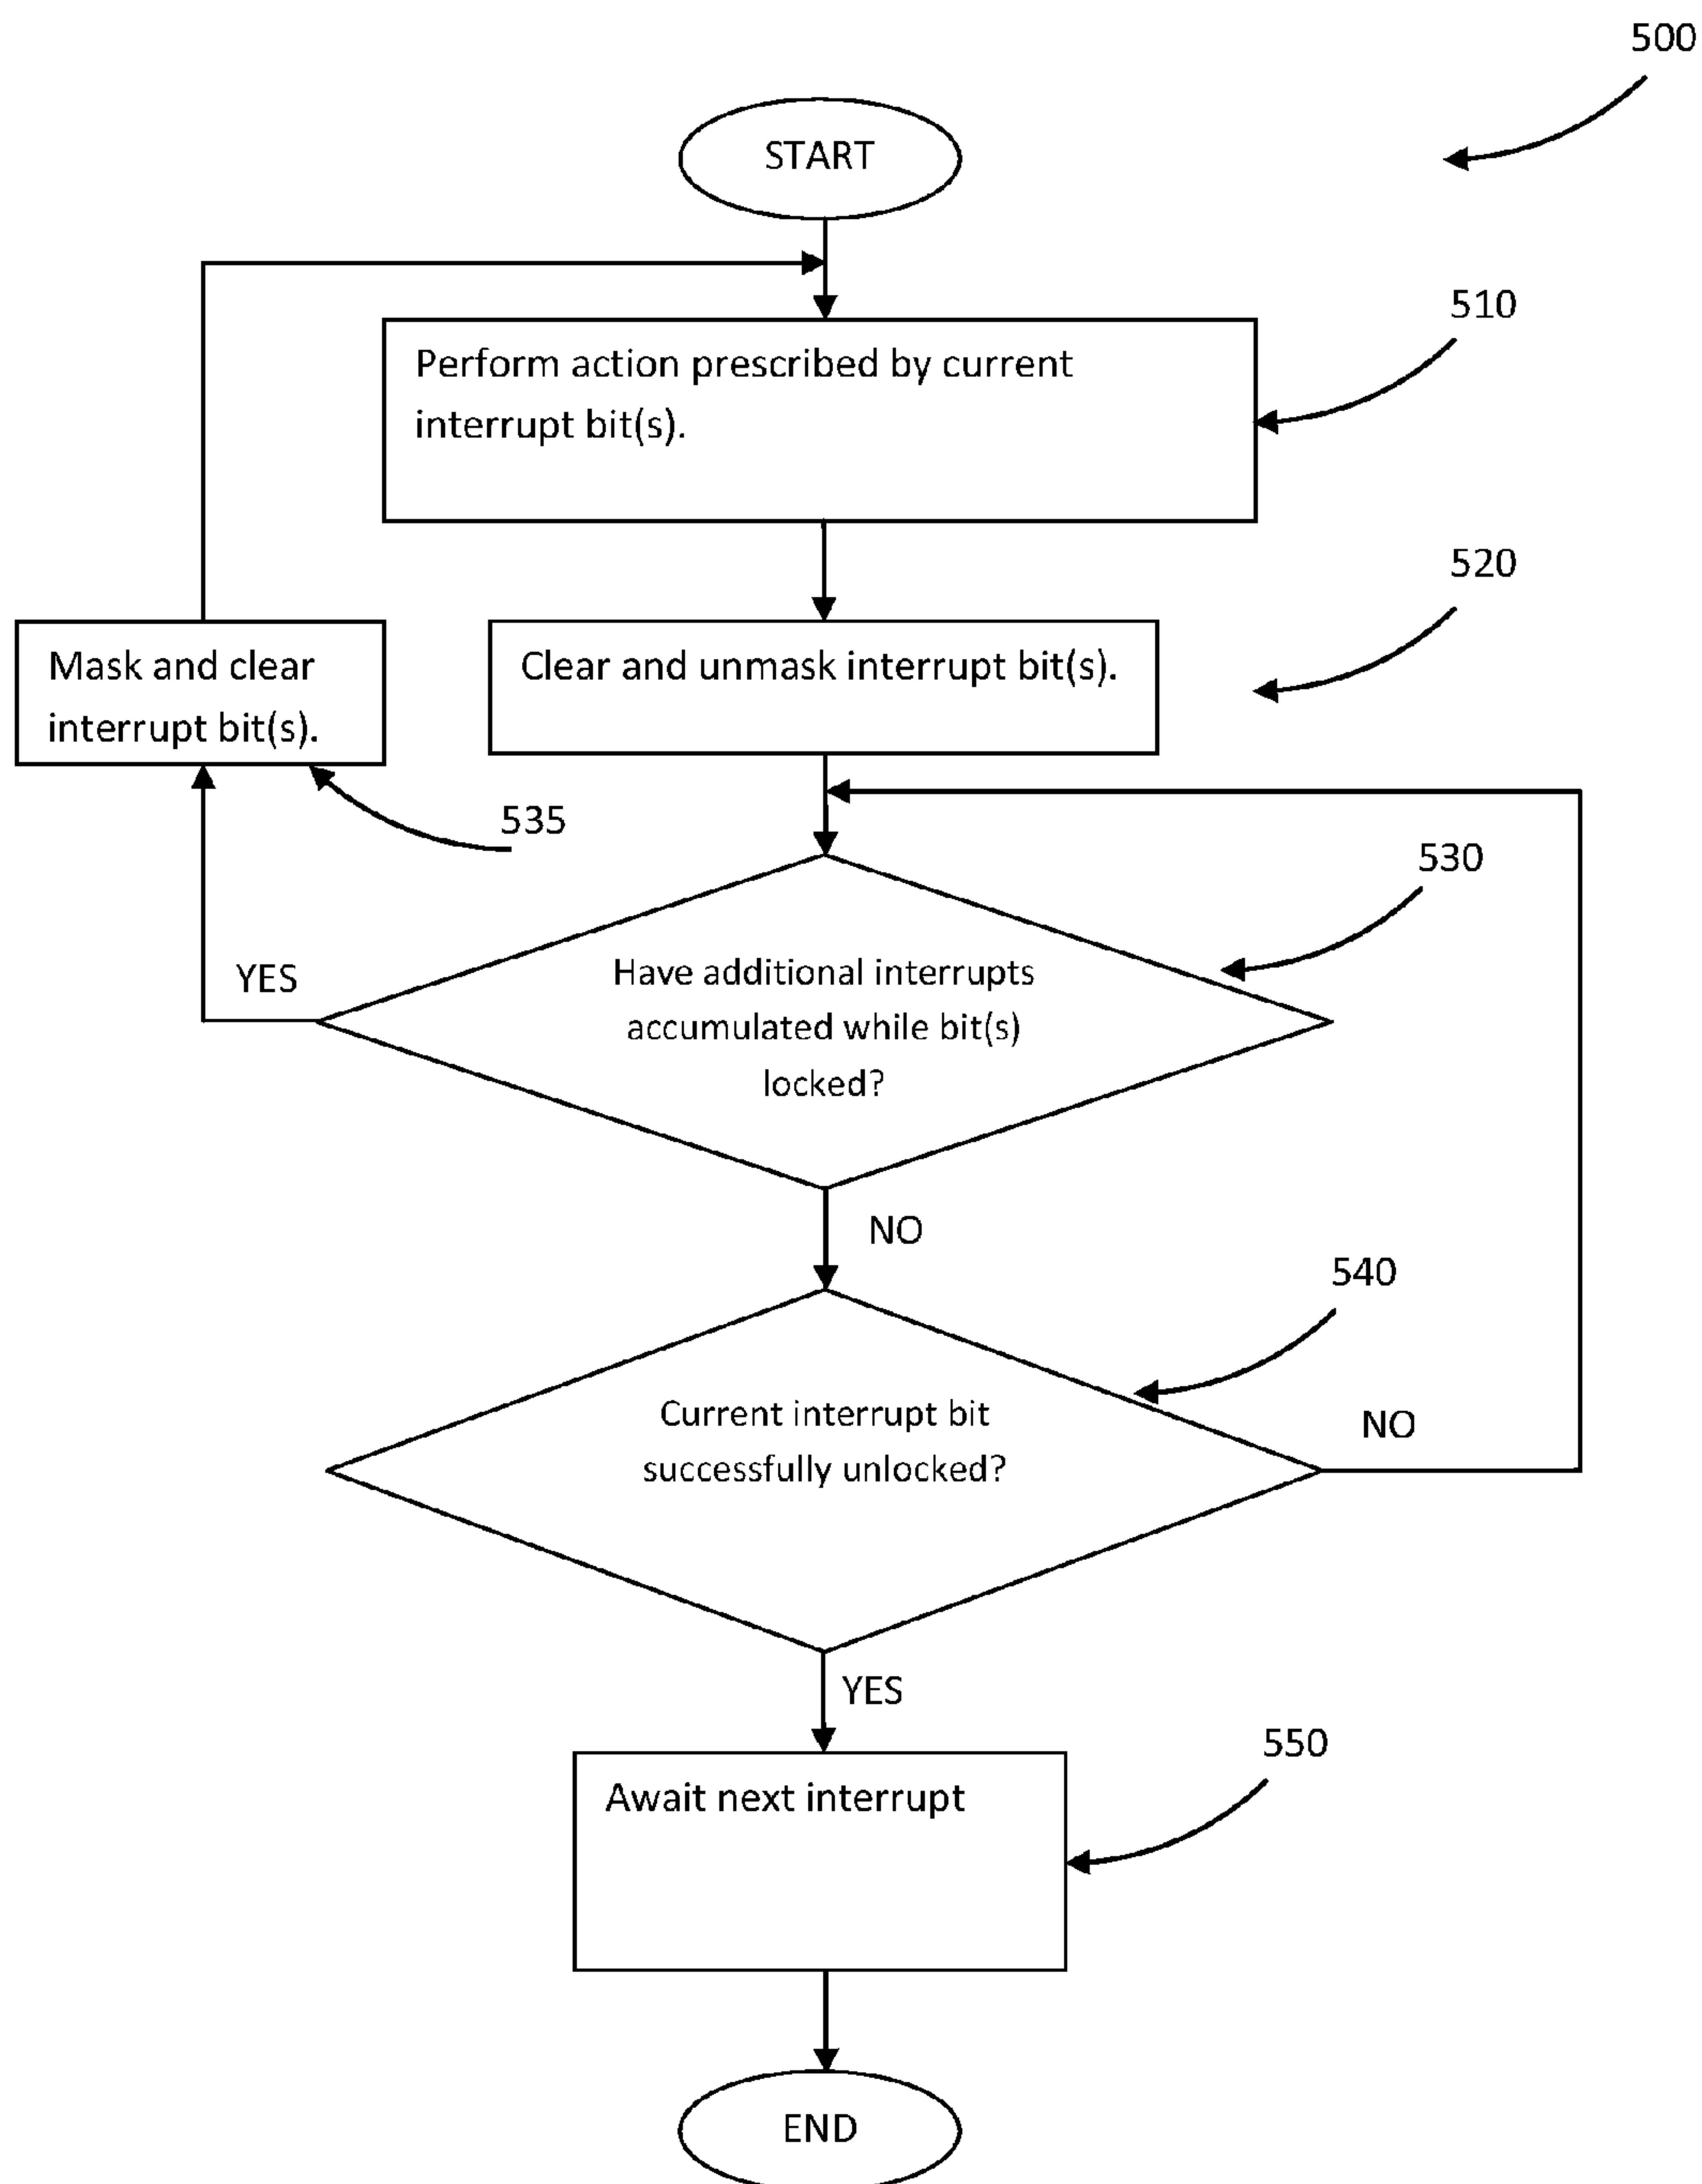 500
START
510
Perform action prescribed by current
interrupt bit(s).
520
Mask and clear
interrupt bit(s).
Clear and unmask interrupt bit(s).
535
530
YES
Have additional interrupts
accumulated while bit(s)
locked?
NO
540
Current interrupt bit
successfully unlocked?
NO
YES
550
Await next interrupt
END